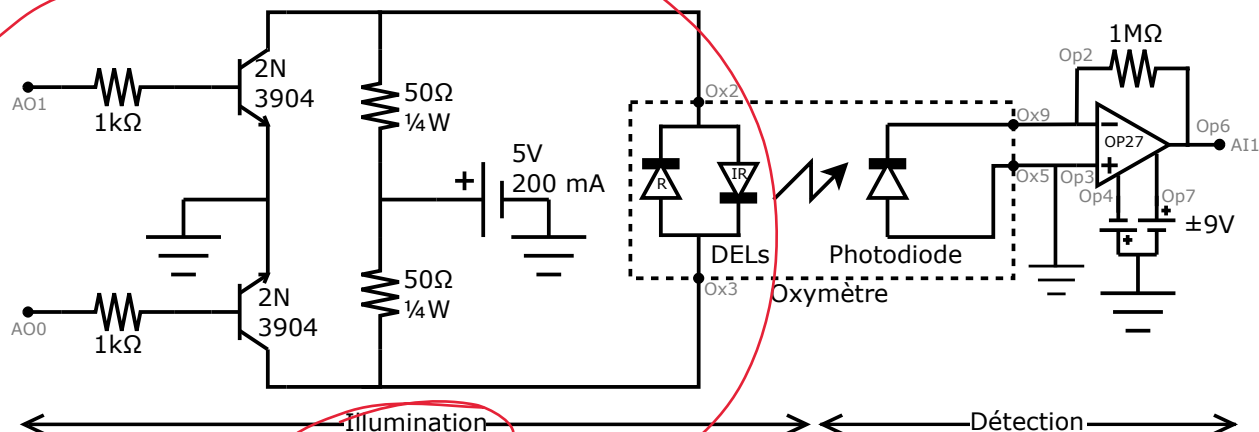 AO1
1kΩ
2N
3904
50Ω
¼W
5V
200 mA
+
Ox2
R
IR
DELs
Ox3
Photodiode
Oxymètre
Ox9
Ox5
Op2
1MΩ
OP27
Op3
Op4
Op7
Op6
AI1
±9V
+
+
50Ω
¼W
2N
3904
AO0
1kΩ
Illumination
Détection